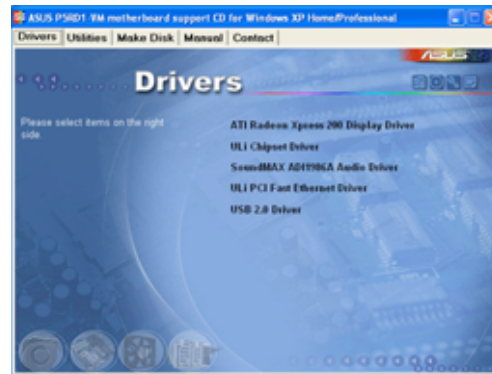 ASUS P5RD1-VM motherboard support CD for Windows XP Home/Professional
Drivers Utilities Make Disk Manual Contact
ASUS
Drivers
Please select items on the right
side.
ATI Radeon Xpress 200 Display Driver
ULi Chipset Driver
SoundMAX ADI1986A Audio Driver
ULi PCI Fast Ethernet Driver
USB 2.0 Driver